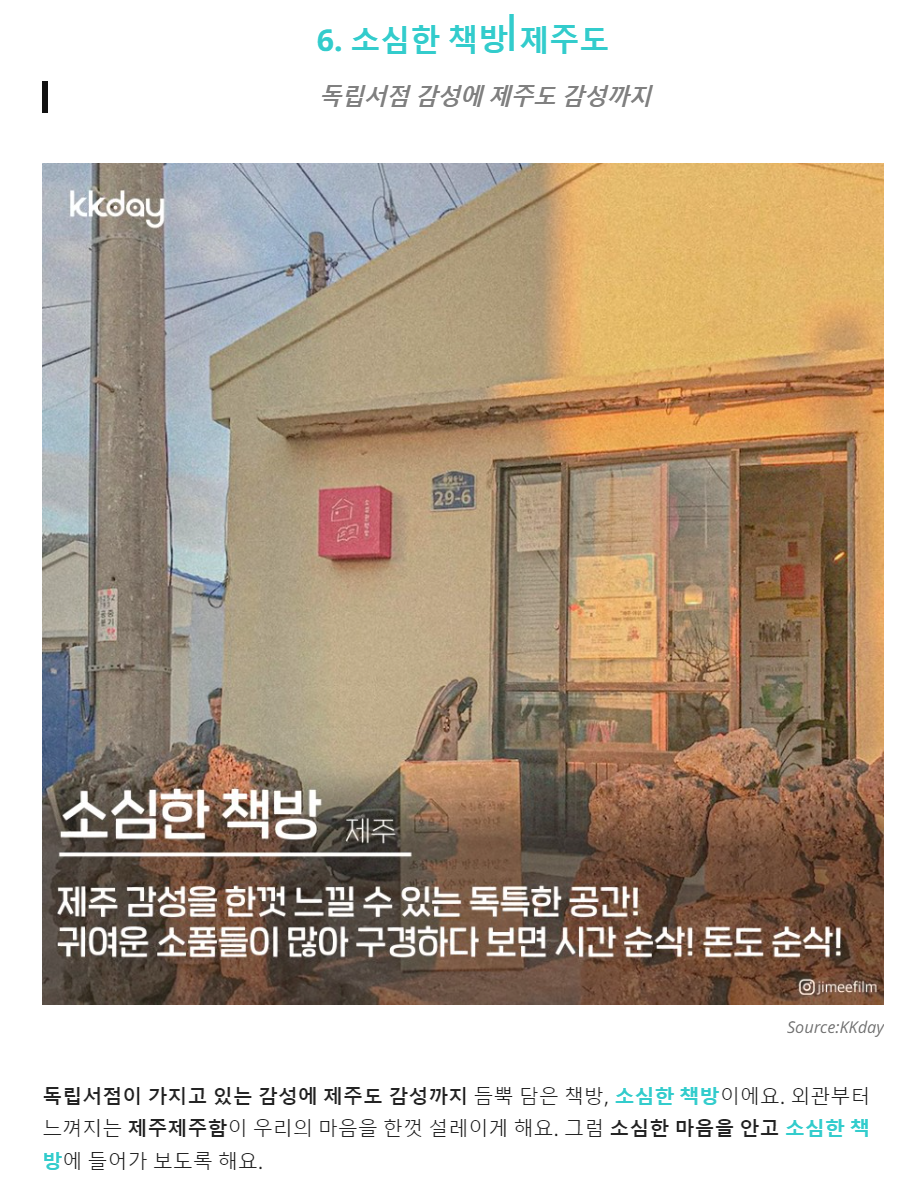 6. 소심한 책방|제주도
독립서점 감성에 제주도 감성까지
kkday
29-6
소심한 책방 제주
제주 감성을 한껏 느낄 수 있는 독특한 공간!
귀여운 소품들이 많아 구경하다 보면 시간 순삭! 돈도 순삭!
jimeefilm
Source:KKday
독립서점이 가지고 있는 감성에 제주도 감성까지 듬뿍 담은 책방, 소심한 책방이에요. 외관부터
느껴지는 제주제주함이 우리의 마음을 한껏 설레이게 해요. 그럼 소심한 마음을 안고 소심한 책
방에 들어가 보도록 해요.